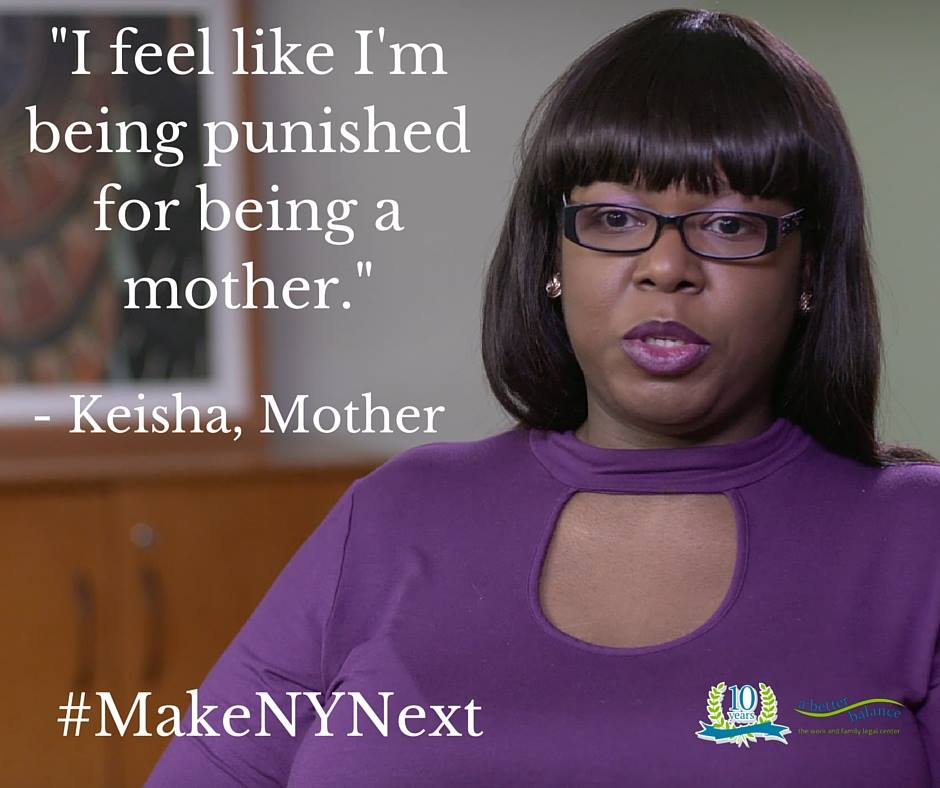 "I feel like I'm
being punished
for being a
mother."
- Keisha, Mother
#MakeNYNext
10
years
a better
balance
the work and family legal center